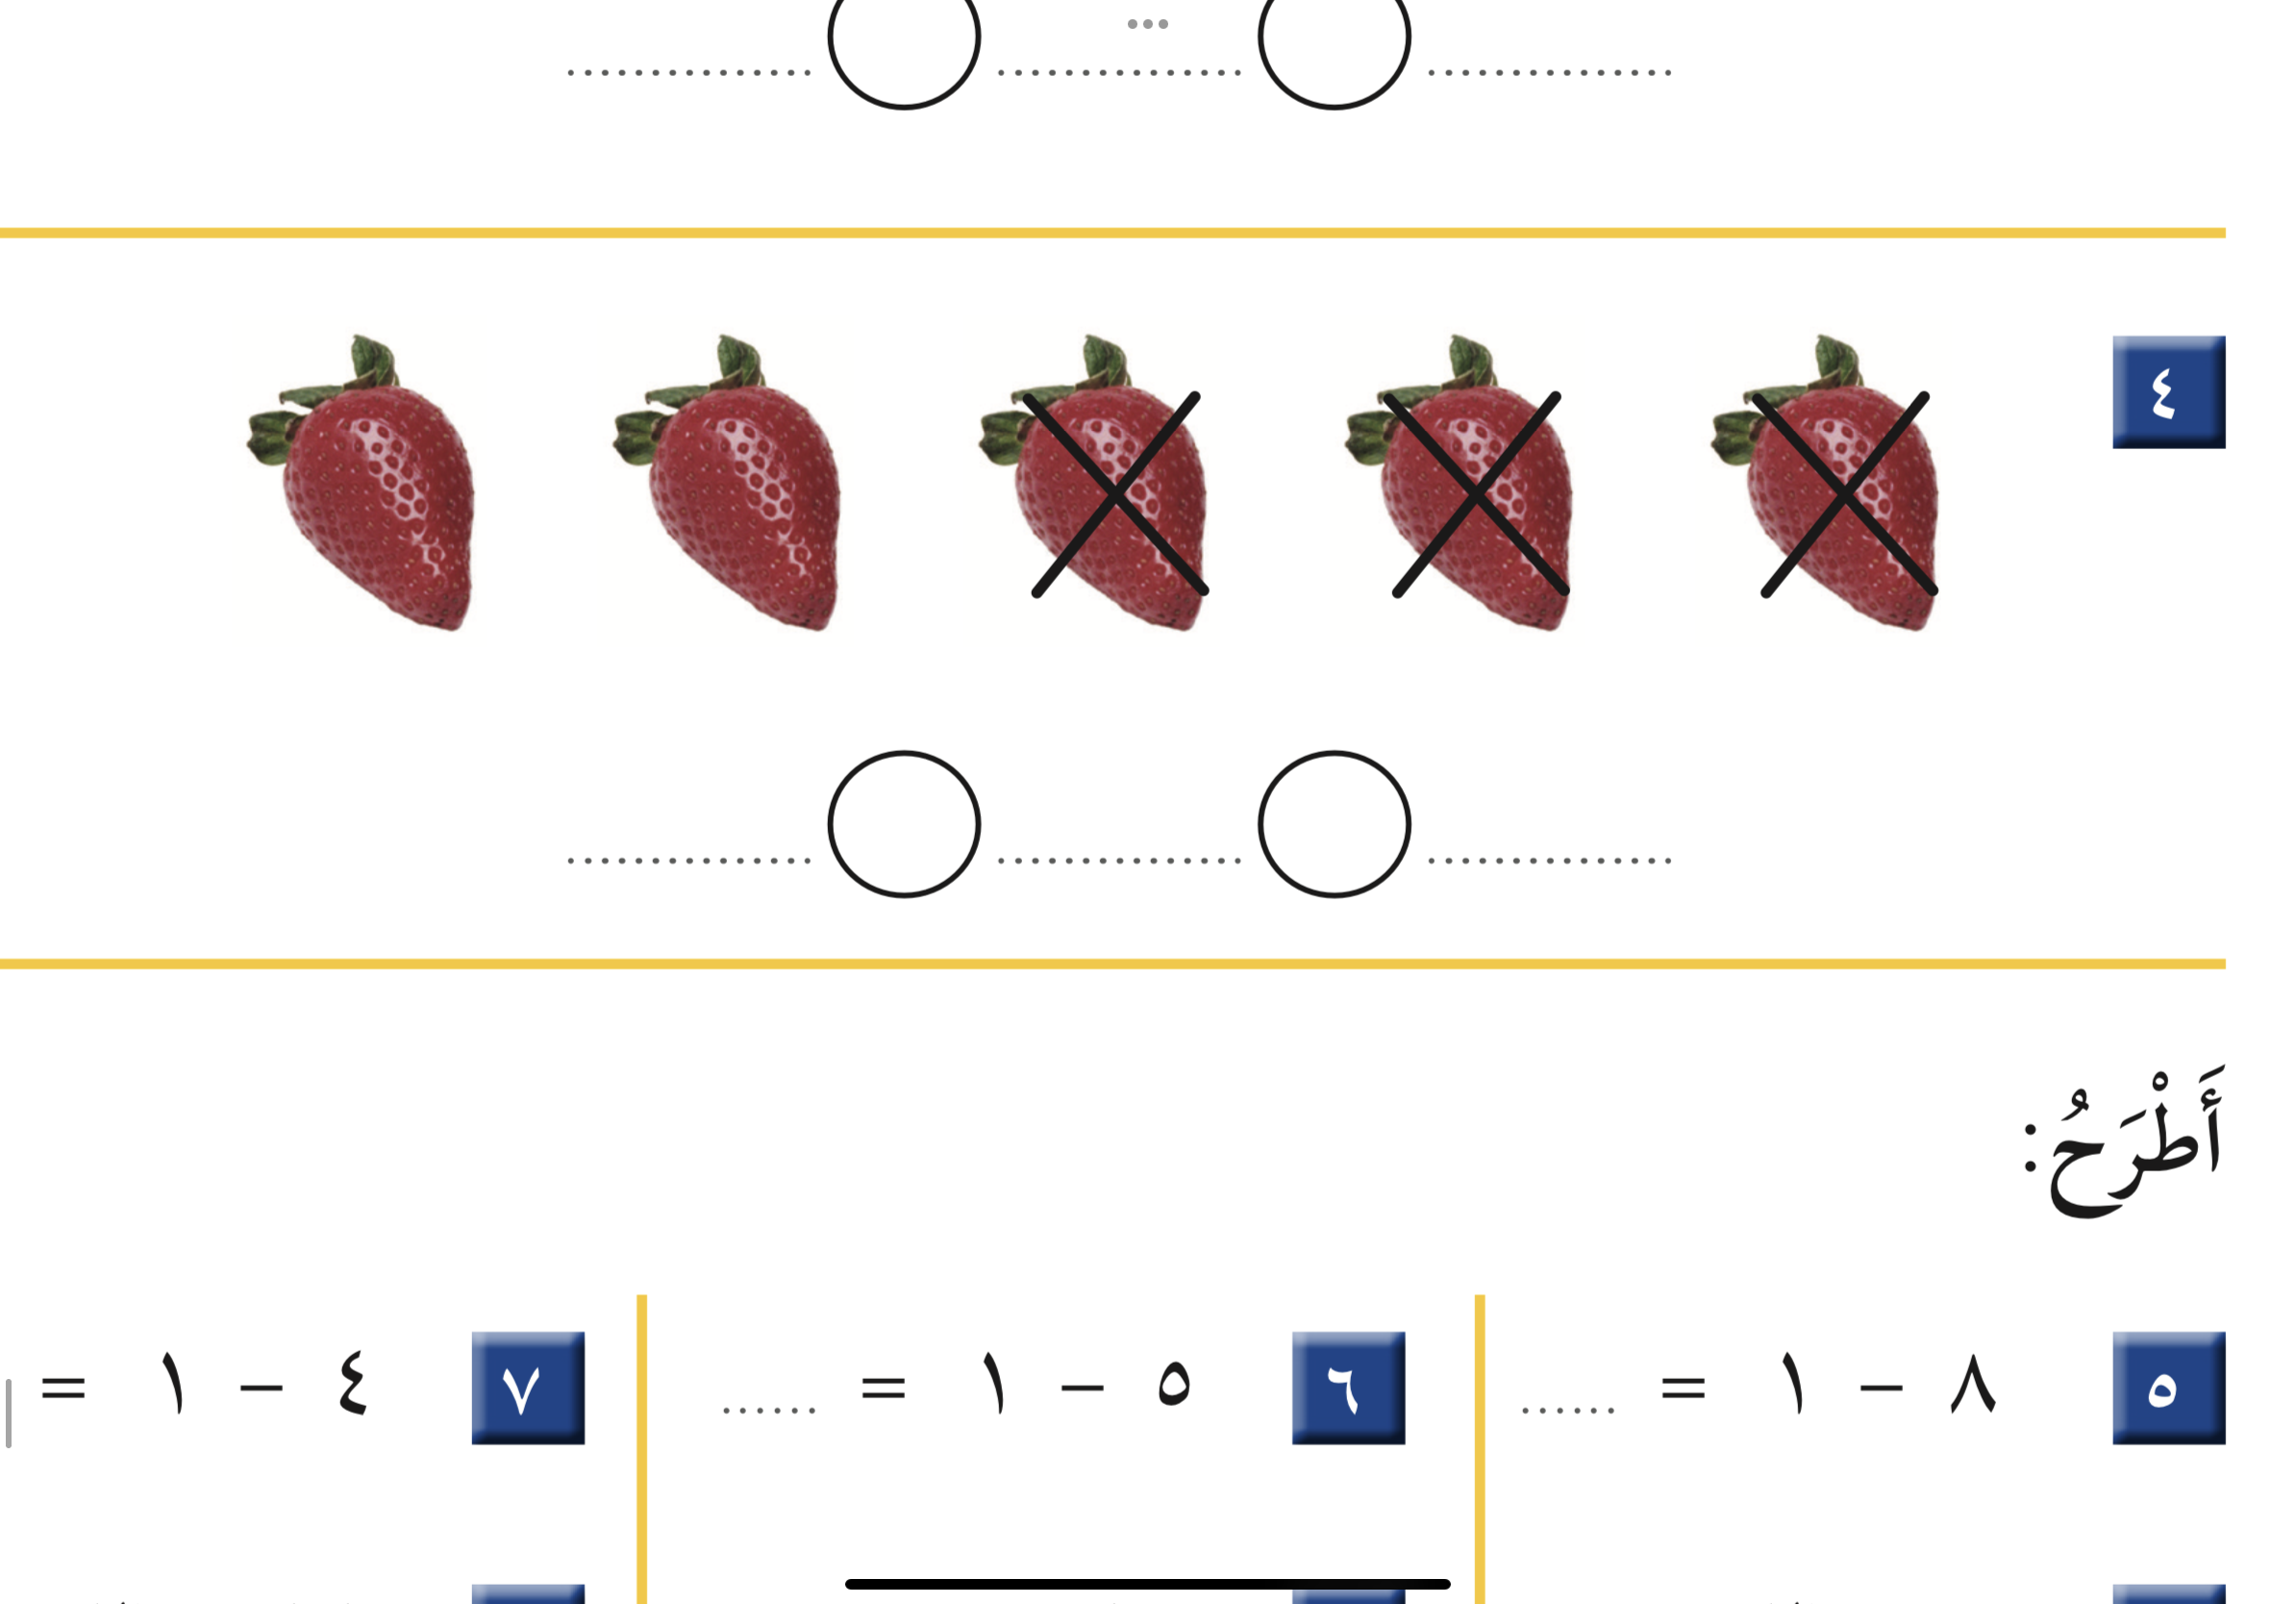 ............ ◯ ............ ◯ ............
٤
............ ◯ ............ ◯ ............
أَطْرَحُ:
٥ ٨ − ١ = ......
٦ ٥ − ١ = ......
٧ ٤ − ١ =